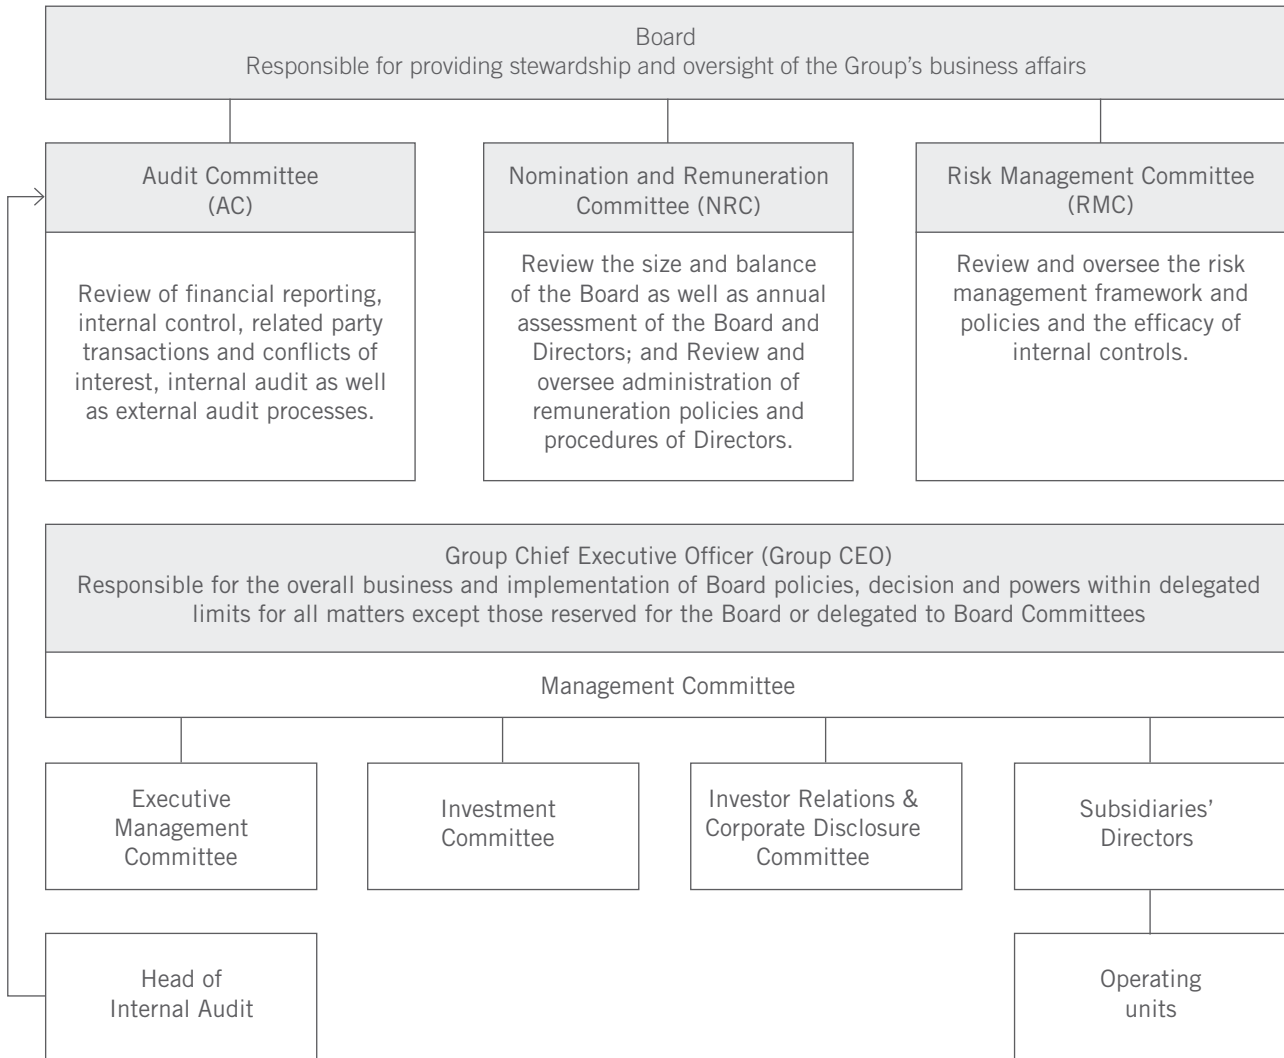 Board
Responsible for providing stewardship and oversight of the Group’s business affairs
Audit Committee
(AC)
Review of financial reporting,
internal control, related party
transactions and conflicts of
interest, internal audit as well
as external audit processes.
Nomination and Remuneration
Committee (NRC)
Review the size and balance
of the Board as well as annual
assessment of the Board and
Directors; and Review and
oversee administration of
remuneration policies and
procedures of Directors.
Risk Management Committee
(RMC)
Review and oversee the risk
management framework and
policies and the efficacy of
internal controls.
Group Chief Executive Officer (Group CEO)
Responsible for the overall business and implementation of Board policies, decision and powers within delegated
limits for all matters except those reserved for the Board or delegated to Board Committees
Management Committee
Executive
Management
Committee
Investment
Committee
Investor Relations &
Corporate Disclosure
Committee
Subsidiaries’
Directors
Head of
Internal Audit
Operating
units